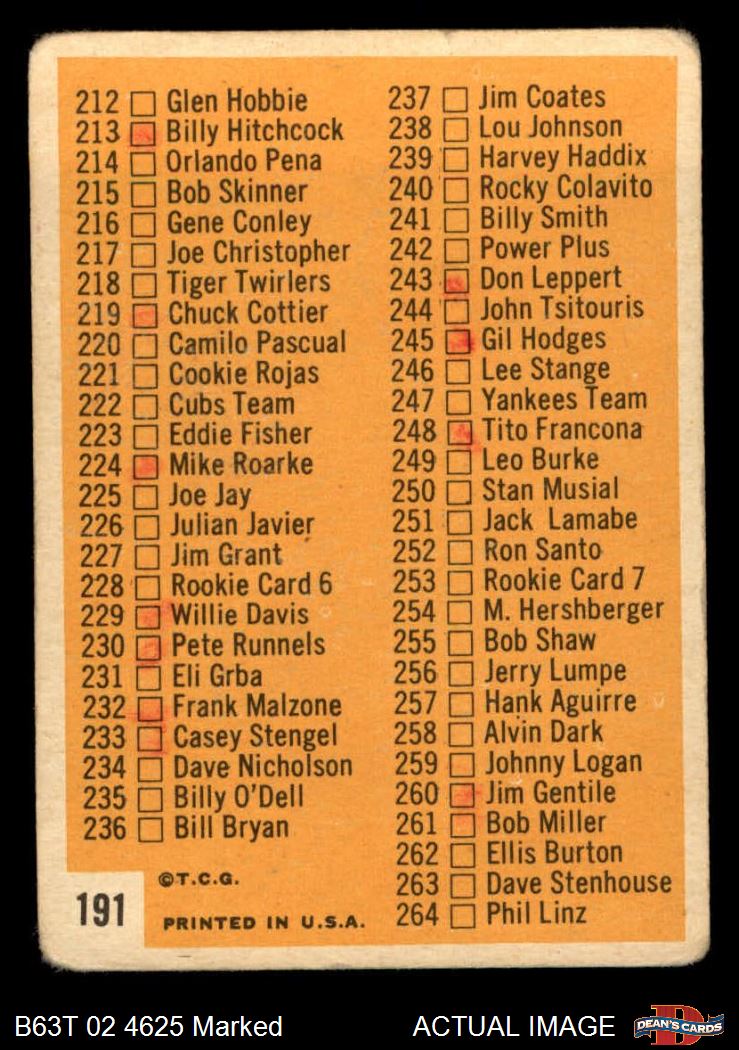 212 Glen Hobbie
213 Billy Hitchcock
214 Orlando Pena
215 Bob Skinner
216 Gene Conley
217 Joe Christopher
218 Tiger Twirlers
219 Chuck Cottier
220 Camilo Pascual
221 Cookie Rojas
222 Cubs Team
223 Eddie Fisher
224 Mike Roarke
225 Joe Jay
226 Julian Javier
227 Jim Grant
228 Rookie Card 6
229 Willie Davis
230 Pete Runnels
231 Eli Grba
232 Frank Malzone
233 Casey Stengel
234 Dave Nicholson
235 Billy O'Dell
236 Bill Bryan
©T.C.G.
191
PRINTED IN U.S.A.
237 Jim Coates
238 Lou Johnson
239 Harvey Haddix
240 Rocky Colavito
241 Billy Smith
242 Power Plus
243 Don Leppert
244 John Tsitouris
245 Gil Hodges
246 Lee Stange
247 Yankees Team
248 Tito Francona
249 Leo Burke
250 Stan Musial
251 Jack Lamabe
252 Ron Santo
253 Rookie Card 7
254 M. Hershberger
255 Bob Shaw
256 Jerry Lumpe
257 Hank Aguirre
258 Alvin Dark
259 Johnny Logan
260 Jim Gentile
261 Bob Miller
262 Ellis Burton
263 Dave Stenhouse
264 Phil Linz
B63T 02 4625 Marked
ACTUAL IMAGE
D
DEAN'S CARDS